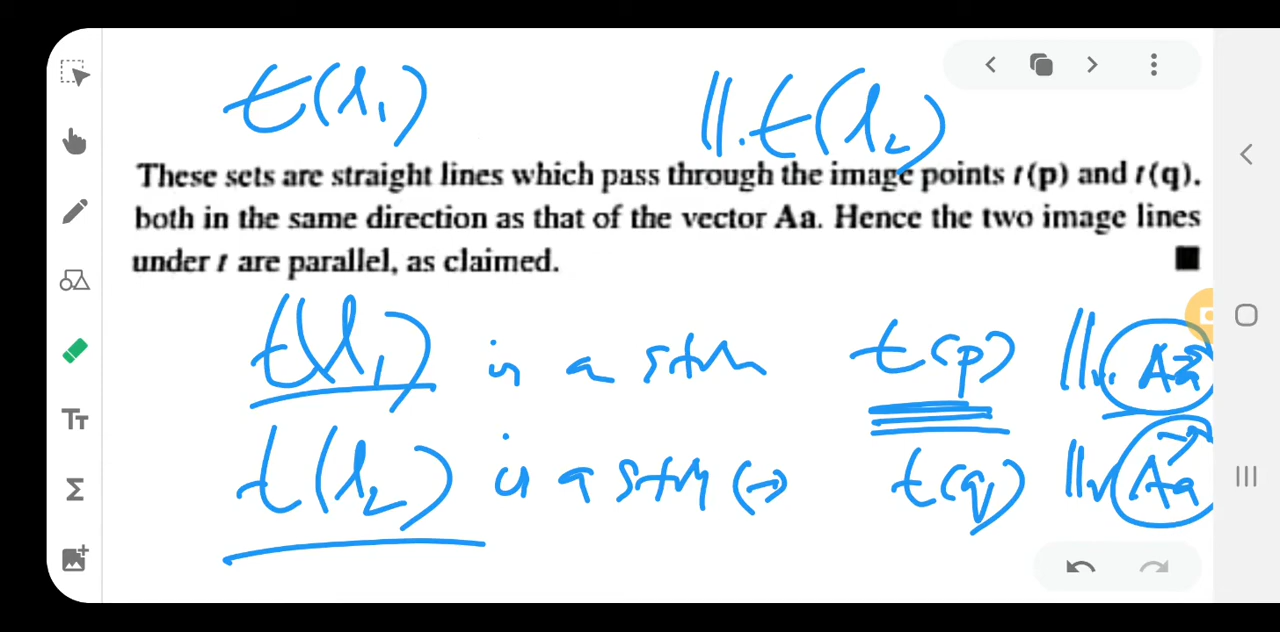 t(l₁) ||. t(l₂)
These sets are straight lines which pass through the image points t(p) and t(q).
both in the same direction as that of the vector Aa. Hence the two image lines
under t are parallel, as claimed. ■
t(l₁) is a t(p) || Aa
t(l₂) is a t(q) || Aa
Tт
Σ